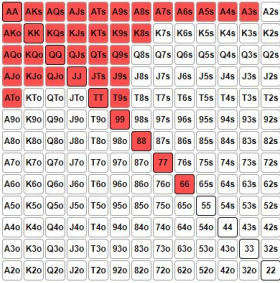 AA AKs AQs AJs ATs A9s A8s A7s A6s A5s A4s A3s A2s
AKo KK KQs KJs KTs K9s K8s K7s K6s K5s K4s K3s K2s
AQo KQo QQ QJs QTs Q9s Q8s Q7s Q6s Q5s Q4s Q3s Q2s
AJo KJo QJo JJ JTs J9s J8s J7s J6s J5s J4s J3s J2s
ATo KTo QTo JTo TT T9s T8s T7s T6s T5s T4s T3s T2s
A9o K9o Q9o J9o T9o 99 98s 97s 96s 95s 94s 93s 92s
A8o K8o Q8o J8o T8o 98o 88 87s 86s 85s 84s 83s 82s
A7o K7o Q7o J7o T7o 97o 87o 77 76s 75s 74s 73s 72s
A6o K6o Q6o J6o T6o 96o 86o 76o 66 65s 64s 63s 62s
A5o K5o Q5o J5o T5o 95o 85o 75o 65o 55 54s 53s 52s
A4o K4o Q4o J4o T4o 94o 84o 74o 64o 54o 44 43s 42s
A3o K3o Q3o J3o T3o 93o 83o 73o 63o 53o 43o 33 32s
A2o K2o Q2o J2o T2o 92o 82o 72o 62o 52o 42o 32o 22